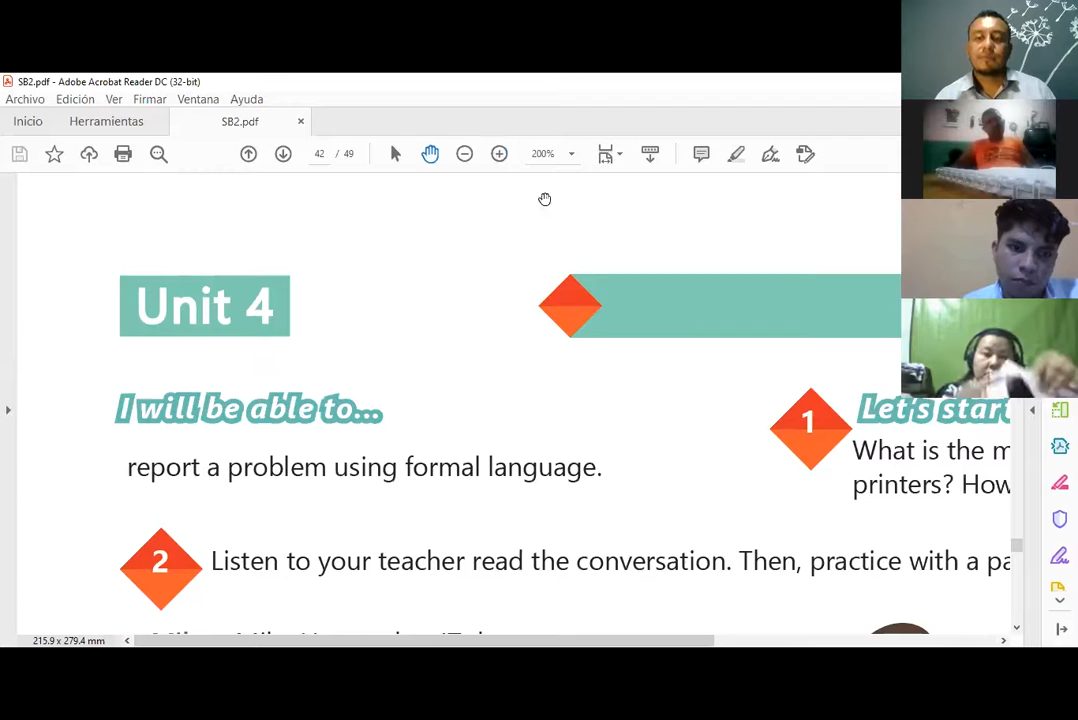 SB2.pdf - Adobe Acrobat Reader DC (32-bit)
Archivo Edición Ver Firmar Ventana Ayuda
Inicio Herramientas SB2.pdf ×
42 / 49 200%
Unit 4
I will be able to...
report a problem using formal language.
1 Let's start
What is the m
printers? How
2 Listen to your teacher read the conversation. Then, practice with a pa
215.9 x 279.4 mm